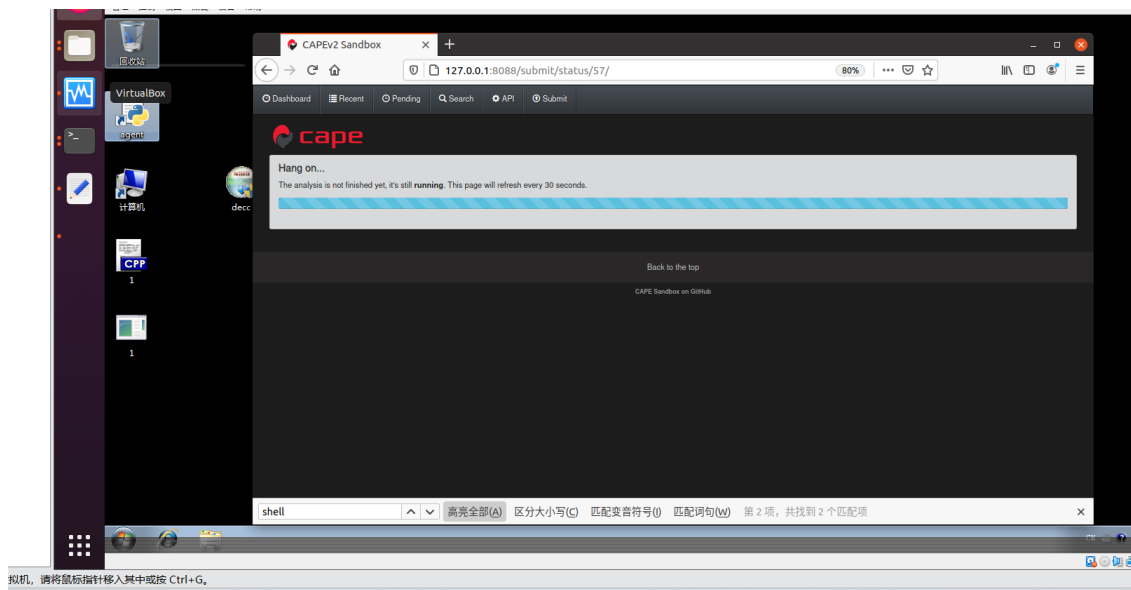 回收站
CAPEv2 Sandbox
127.0.0.1:8088/submit/status/57/
80%
VirtualBox
Dashboard Recent Pending Search API Submit
agent
cape
Hang on...
The analysis is not finished yet, it's still running. This page will refresh every 30 seconds.
计算机
decc
CPP
1
Back to the top
CAPE Sandbox on GitHub
1
shell
高亮全部(A) 区分大小写(C) 匹配变音符号(I) 匹配词句(W) 第 2 项，共找到 2 个匹配项
CH
拟机，请将鼠标指针移入其中或按 Ctrl+G。